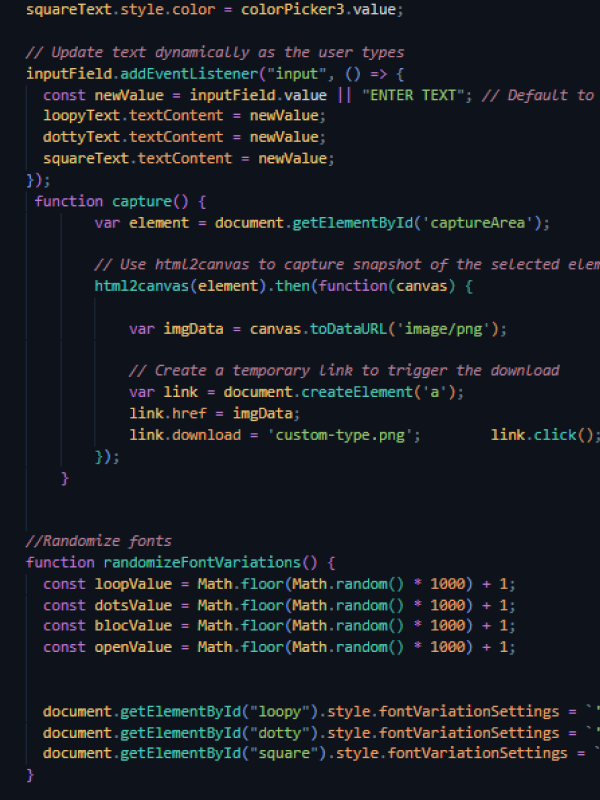 squareText.style.color = colorPicker3.value;
// Update text dynamically as the user types
inputField.addEventListener("input", () => {
const newValue = inputField.value || "ENTER TEXT"; // Default to
loopyText.textContent = newValue;
dottyText.textContent = newValue;
squareText.textContent = newValue;
});
function capture() {
var element = document.getElementById('captureArea');
// Use html2canvas to capture snapshot of the selected elem
html2canvas(element).then(function(canvas) {
var imgData = canvas.toDataURL('image/png');
// Create a temporary link to trigger the download
var link = document.createElement('a');
link.href = imgData;
link.download = 'custom-type.png'; link.click();
});
}
//Randomize fonts
function randomizeFontVariations() {
const loopValue = Math.floor(Math.random() * 1000) + 1;
const dotsValue = Math.floor(Math.random() * 1000) + 1;
const blocValue = Math.floor(Math.random() * 1000) + 1;
const openValue = Math.floor(Math.random() * 1000) + 1;
document.getElementById("loopy").style.fontVariationSettings = `'
document.getElementById("dotty").style.fontVariationSettings = `'
document.getElementById("square").style.fontVariationSettings = `
}